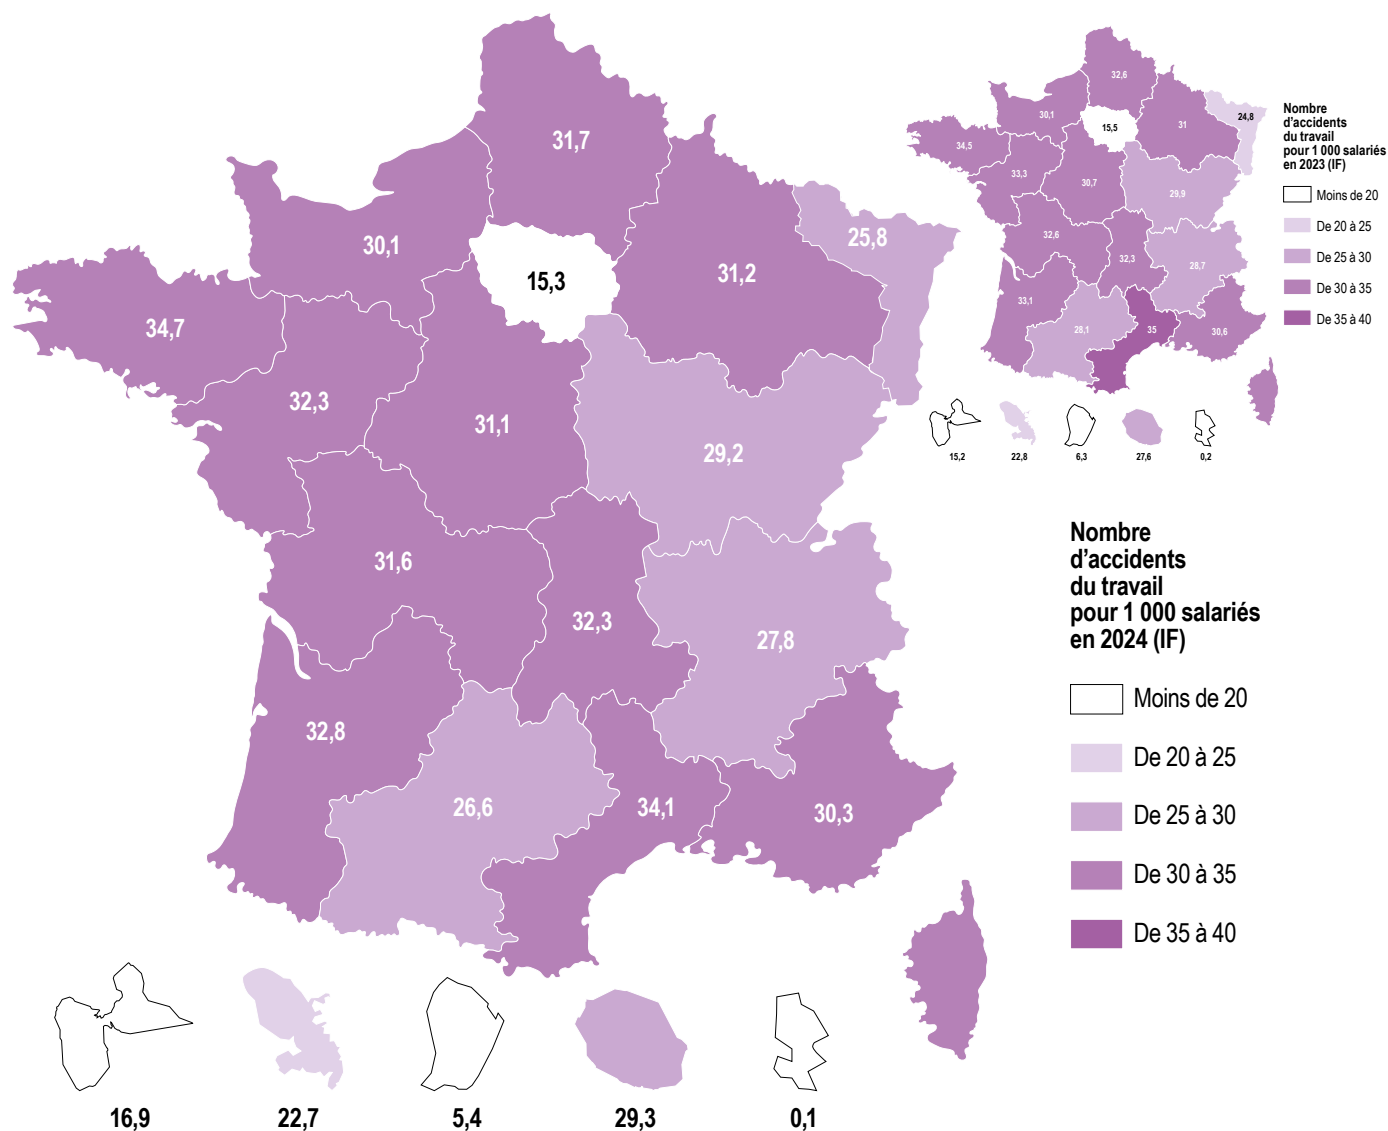 31,7
30,1
25,8
15,3
31,2
34,7
32,3
31,1
29,2
31,6
32,3
27,8
32,8
26,6
34,1
30,3
16,9
22,7
5,4
29,3
0,1
32,6
30,1
15,5
31
24,8
34,5
33,3
30,7
29,9
32,6
32,3
28,7
33,1
28,1
35
30,6
15,2
22,8
6,3
27,6
0,2
Nombre
d'accidents
du travail
pour 1 000 salariés
en 2023 (IF)
Moins de 20
De 20 à 25
De 25 à 30
De 30 à 35
De 35 à 40
Nombre
d'accidents
du travail
pour 1 000 salariés
en 2024 (IF)
Moins de 20
De 20 à 25
De 25 à 30
De 30 à 35
De 35 à 40